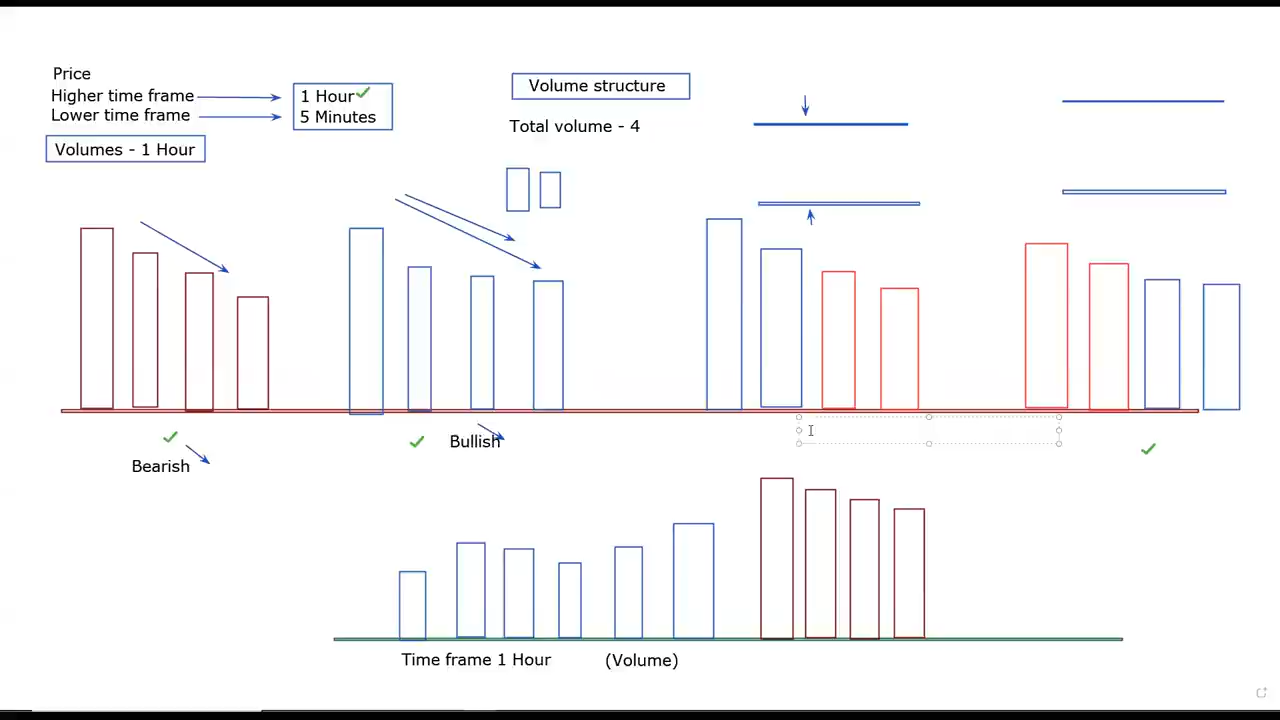 Price
Higher time frame
Lower time frame
1 Hour
5 Minutes
Volumes - 1 Hour
Volume structure
Total volume - 4
Bearish
Bullish
Time frame 1 Hour (Volume)